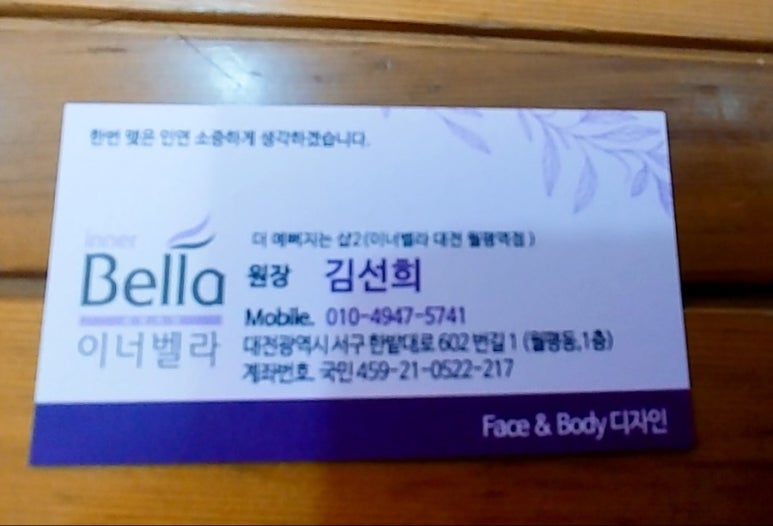 한번 맺은 인연 소중하게 생각하겠습니다.
inner
Bella
이너벨라
더 예뻐지는 샵2(이너벨라 대전 월평역점)
원장 김선희
Mobile. 010-4947-5741
대전광역시 서구 한밭대로 602 번길 1 (월평동,1층)
계좌번호. 국민 459-21-0522-217
Face & Body 디자인